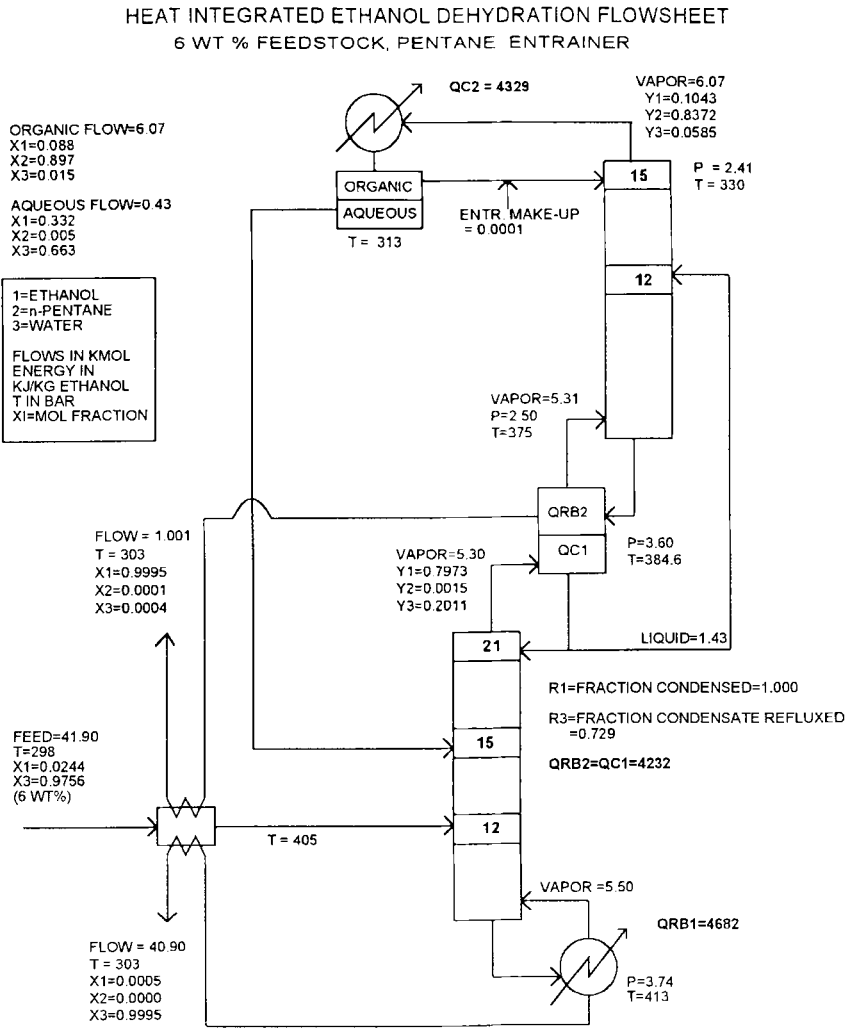 HEAT INTEGRATED ETHANOL DEHYDRATION FLOWSHEET
6 WT % FEEDSTOCK, PENTANE ENTRAINER
QC2 = 4329
VAPOR=6.07
Y1=0.1043
Y2=0.8372
Y3=0.0585
ORGANIC FLOW=6.07
X1=0.088
X2=0.897
X3=0.015
AQUEOUS FLOW=0.43
X1=0.332
X2=0.005
X3=0.663
ORGANIC
AQUEOUS
T = 313
ENTR. MAKE-UP
= 0.0001
15
P = 2.41
T = 330
12
1=ETHANOL
2=n-PENTANE
3=WATER
FLOWS IN KMOL
ENERGY IN
KJ/KG ETHANOL
T IN BAR
XI=MOL FRACTION
VAPOR=5.31
P=2.50
T=375
QRB2
QC1
P=3.60
T=384.6
FLOW = 1.001
T = 303
X1=0.9995
X2=0.0001
X3=0.0004
VAPOR=5.30
Y1=0.7973
Y2=0.0015
Y3=0.2011
LIQUID=1.43
21
R1=FRACTION CONDENSED=1.000
R3=FRACTION CONDENSATE REFLUXED
=0.729
QRB2=QC1=4232
15
FEED=41.90
T=298
X1=0.0244
X3=0.9756
(6 WT%)
T = 405
12
VAPOR =5.50
QRB1=4682
P=3.74
T=413
FLOW = 40.90
T = 303
X1=0.0005
X2=0.0000
X3=0.9995